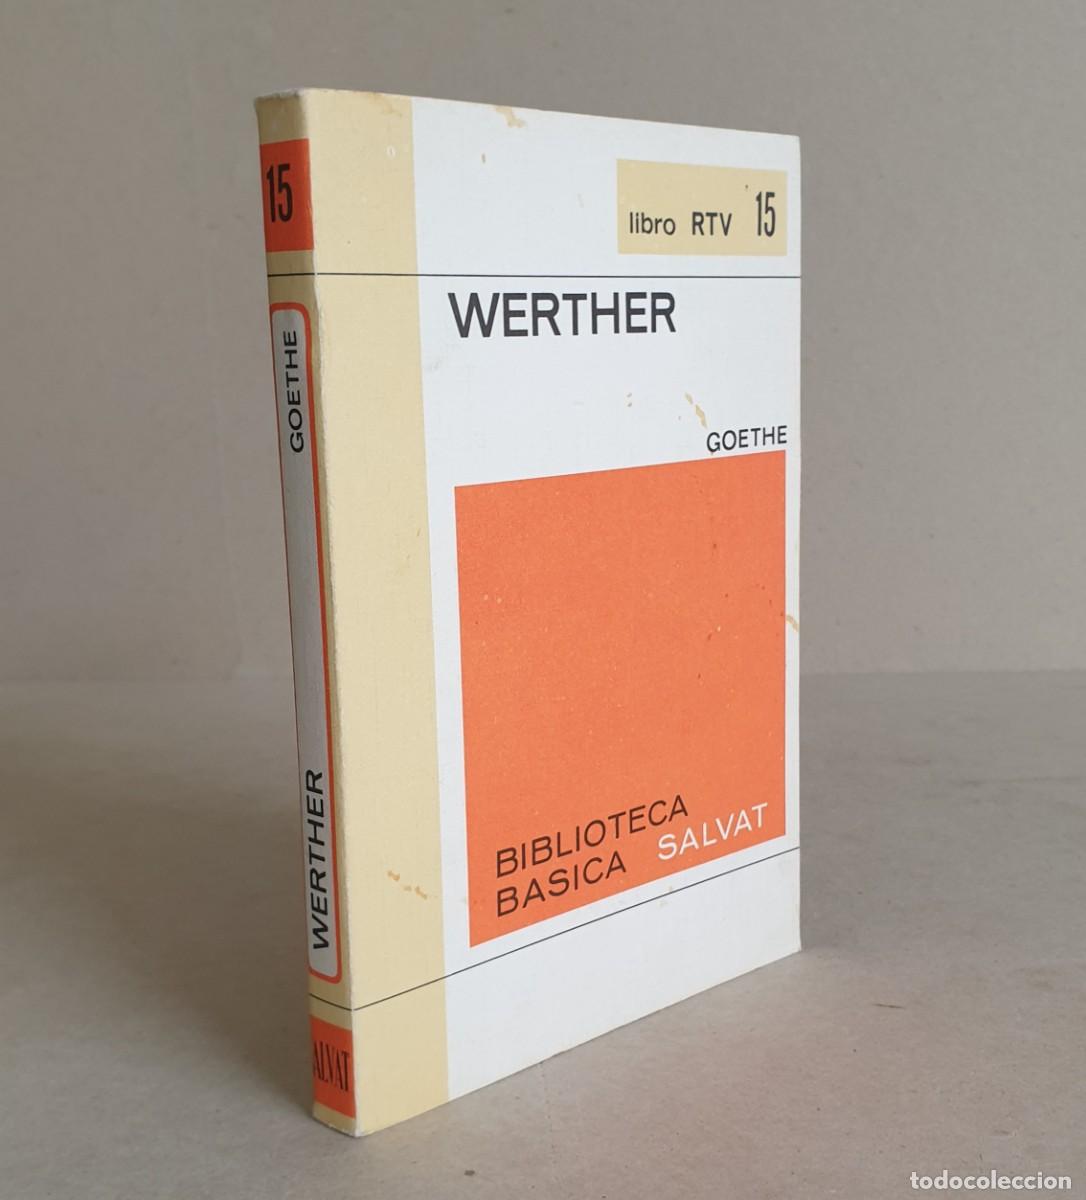 15
GOETHE
WERTHER
libro RTV 15
WERTHER
GOETHE
BIBLIOTECA
BASICA SALVAT
SALVAT
todocoleccion